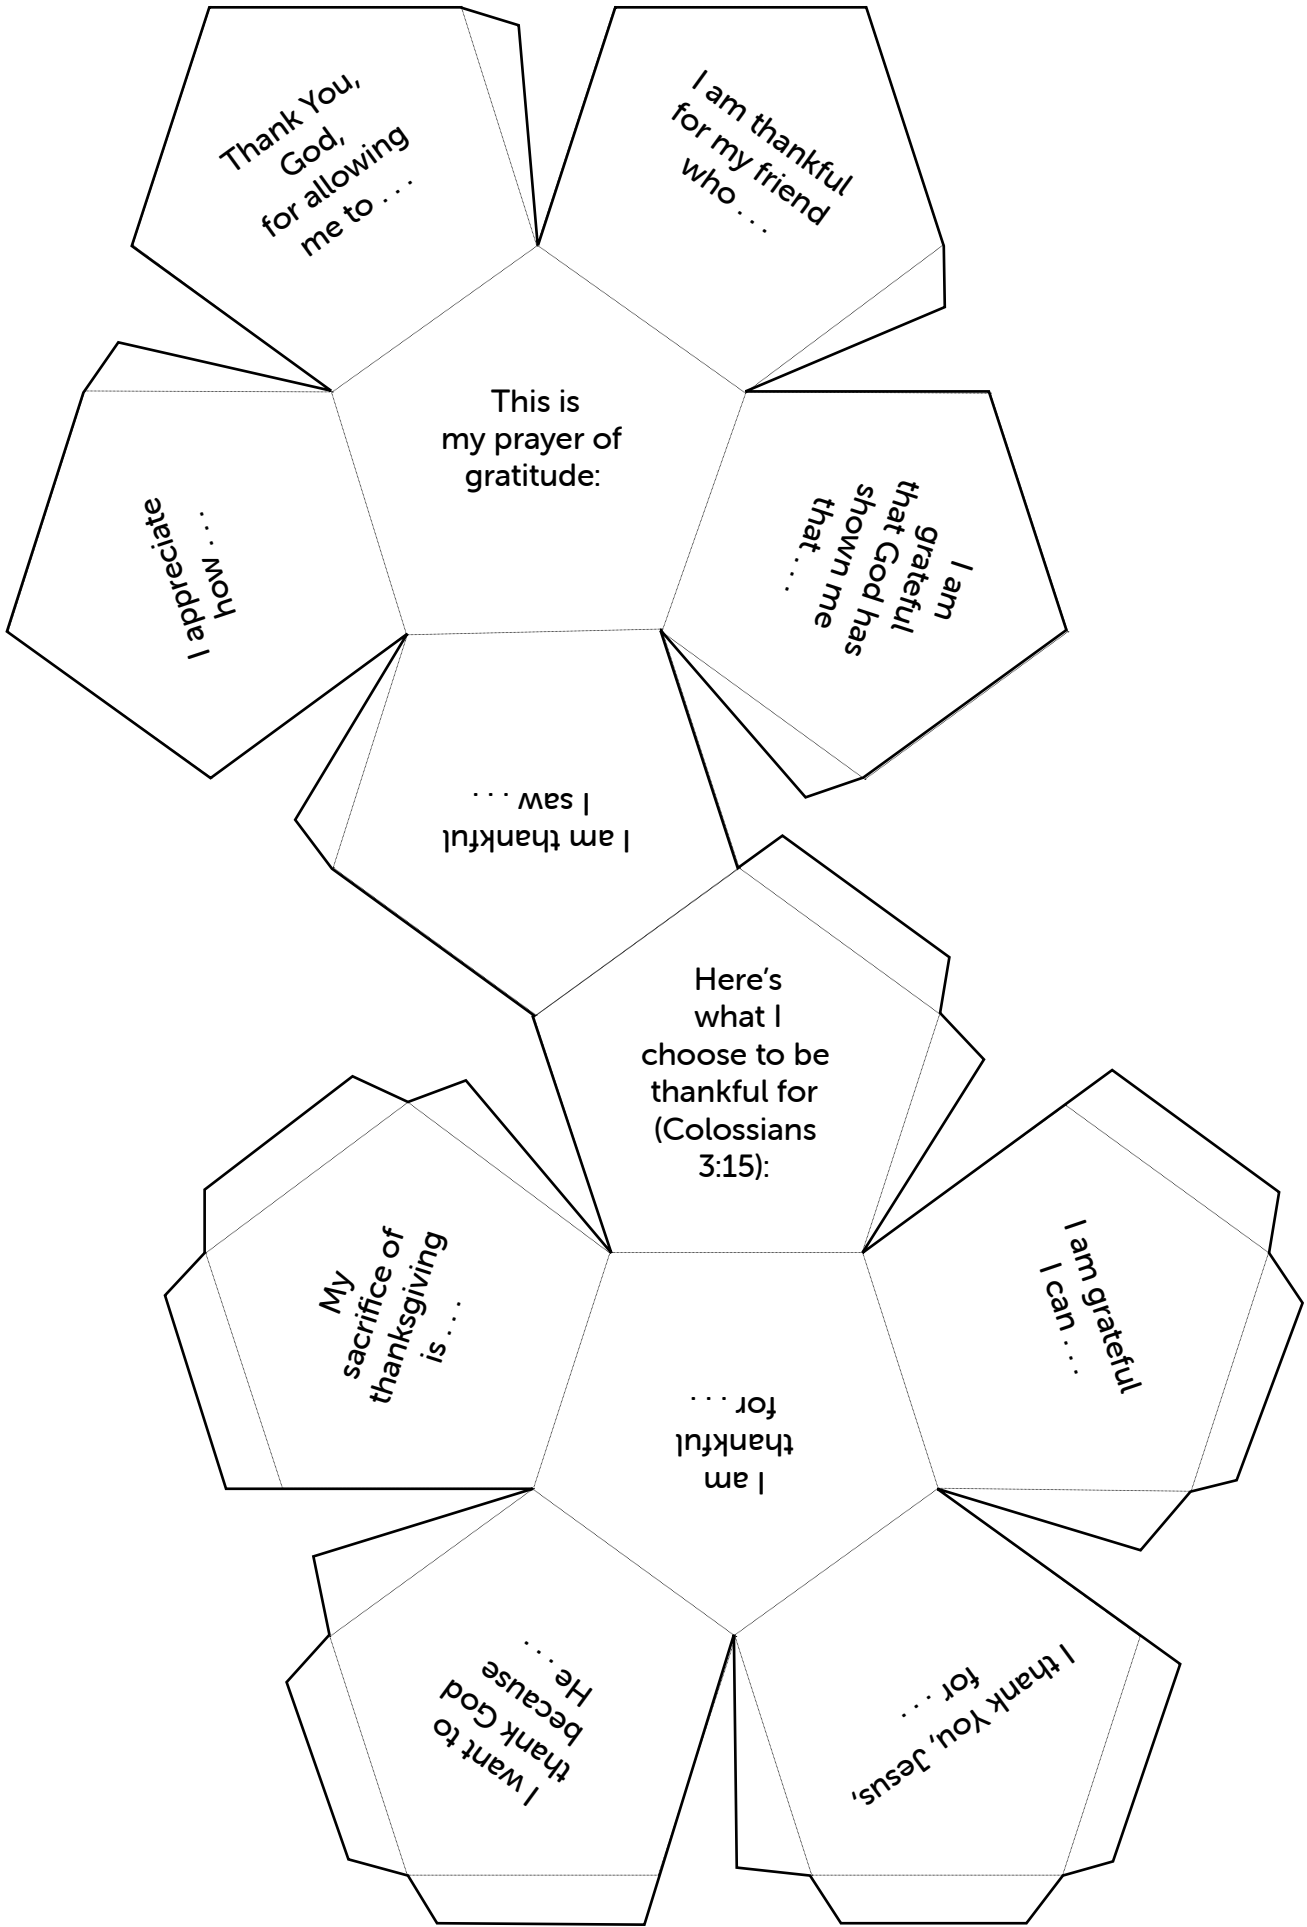 Thank You,
God,
for allowing
me to . . .
I am thankful
for my friend
who . . .
This is
my prayer of
gratitude:
I appreciate
how . . .
I am
grateful
that God has
shown me
that . . .
I am thankful
I saw . . .
Here’s
what I
choose to be
thankful for
(Colossians
3:15):
My
sacrifice of
thanksgiving
is . . .
I am grateful
I can . . .
I am
thankful
for . . .
I want to
thank God
because
He . . .
I thank You, Jesus,
for . . .